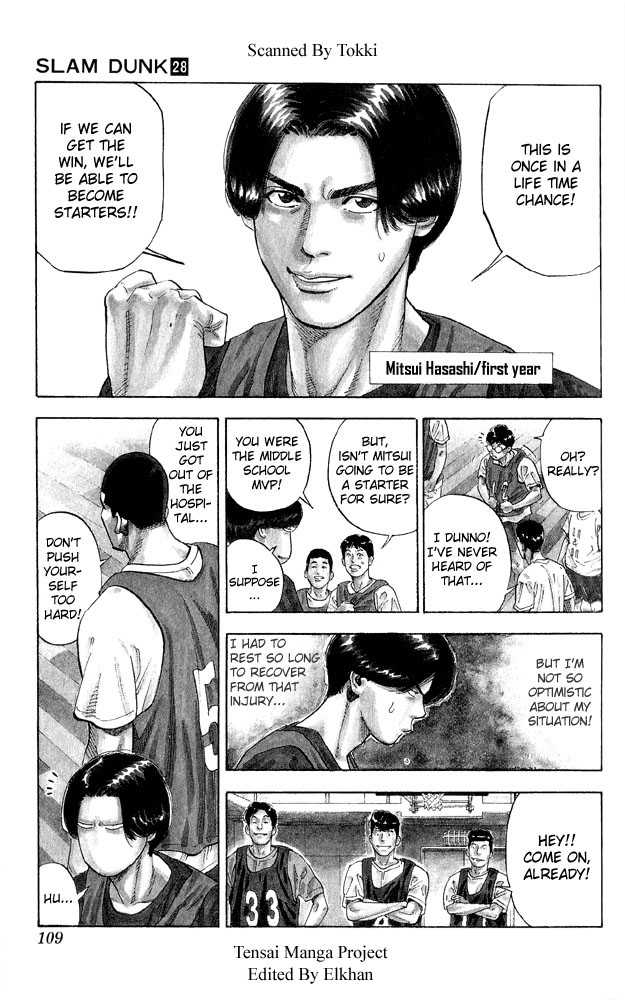 Scanned By Tokki
SLAM DUNK 28
THIS IS
ONCE IN A
LIFE TIME
CHANCE!
IF WE CAN
GET THE
WIN, WE'LL
BE ABLE TO
BECOME
STARTERS!!
Mitsui Hasashi/first year
OH?
REALLY?
I DUNNO!
I'VE NEVER
HEARD OF
THAT...
BUT,
ISN'T MITSUI
GOING TO BE
A STARTER
FOR SURE?
YOU WERE
THE MIDDLE
SCHOOL
MVP!
I
SUPPOSE
...
YOU
JUST
GOT
OUT OF
THE
HOSPI-
TAL...
DON'T
PUSH
YOUR-
SELF
TOO
HARD!
HU...
BUT I'M
NOT SO
OPTIMISTIC
ABOUT MY
SITUATION!
I HAD TO
REST SO LONG
TO RECOVER
FROM THAT
INJURY...
HEY!!
COME ON,
ALREADY!
33
109
Tensai Manga Project
Edited By Elkhan